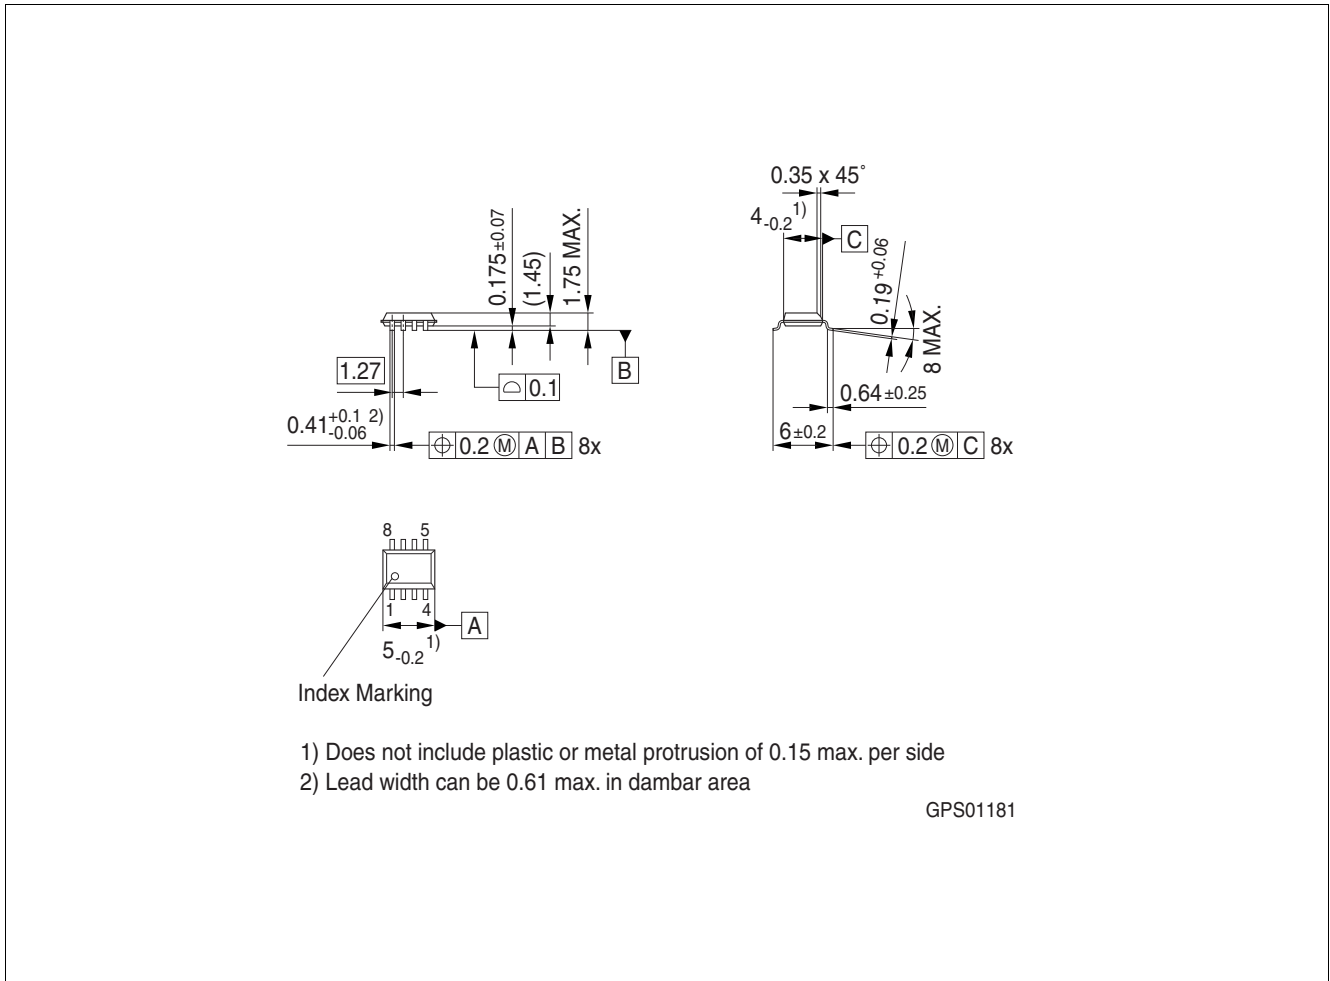 0.35 x 45°
4-0.2 1)
C
0.175±0.07
(1.45)
1.75 MAX.
0.19 +0.06
8 MAX.
B
1.27
0.1
0.64±0.25
0.41 +0.1 -0.06 2)
0.2 Ⓜ A B 8x
6±0.2
0.2 Ⓜ C 8x
8 5
1 4
A
5-0.2 1)
Index Marking
1) Does not include plastic or metal protrusion of 0.15 max. per side
2) Lead width can be 0.61 max. in dambar area
GPS01181